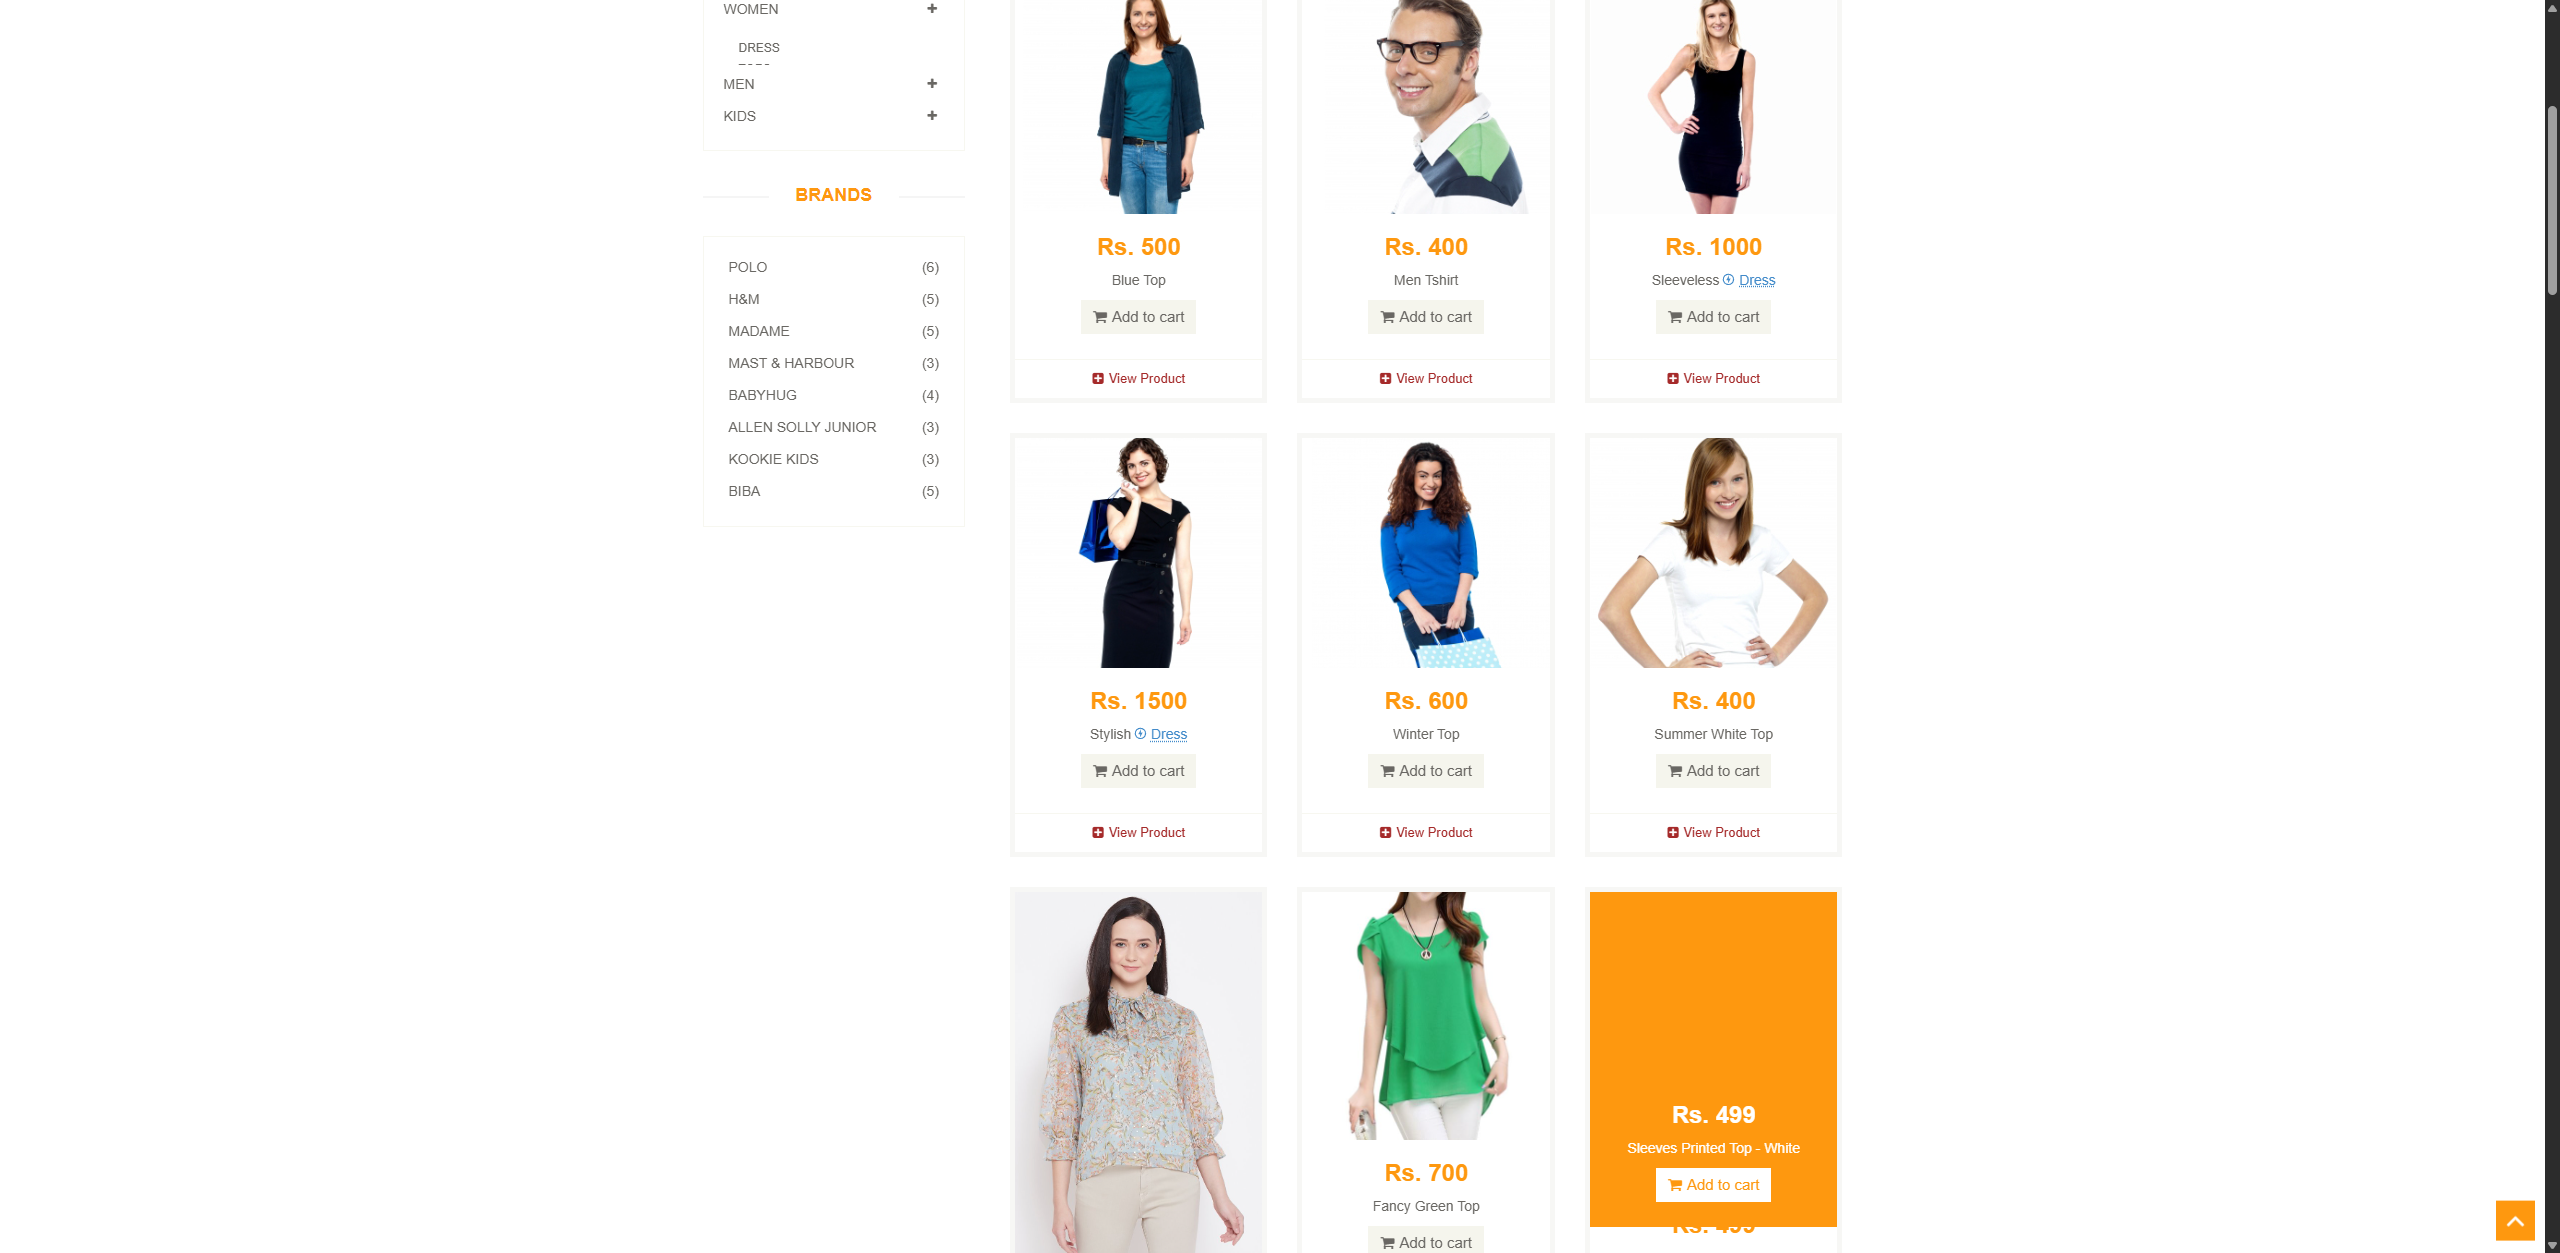 WOMEN
DRESS
MEN
KIDS
BRANDS
POLO (6)
H&M (5)
MADAME (5)
MAST & HARBOUR (3)
BABYHUG (4)
ALLEN SOLLY JUNIOR (3)
KOOKIE KIDS (3)
BIBA (5)
Rs. 500
Blue Top
Add to cart
View Product
Rs. 400
Men Tshirt
Add to cart
View Product
Rs. 1000
Sleeveless Dress
Add to cart
View Product
Rs. 1500
Stylish Dress
Add to cart
View Product
Rs. 600
Winter Top
Add to cart
View Product
Rs. 400
Summer White Top
Add to cart
View Product
Rs. 700
Fancy Green Top
Add to cart
Rs. 499
Sleeves Printed Top - White
Add to cart
Rs. 499